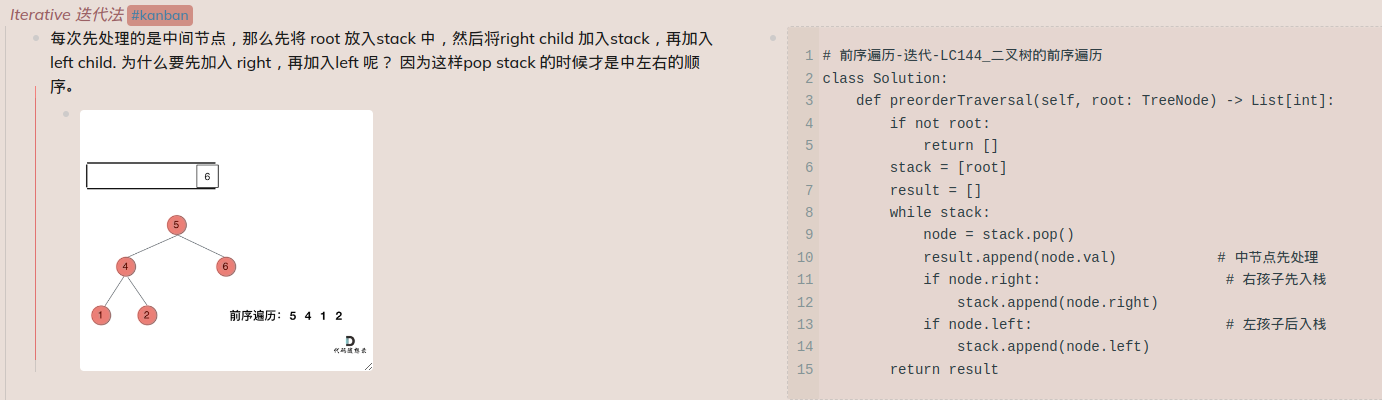 Iterative 迭代法 #kanban
每次先处理的是中间节点，那么先将 root 放入stack 中，然后将right child 加入stack，再加入
left child. 为什么要先加入 right，再加入left 呢？ 因为这样pop stack 的时候才是中左右的顺
序。
6
5
4 6
1 2
前序遍历：5 4 1 2
代码随想录
1 # 前序遍历-迭代-LC144_二叉树的前序遍历
2 class Solution:
3     def preorderTraversal(self, root: TreeNode) -> List[int]:
4         if not root:
5             return []
6         stack = [root]
7         result = []
8         while stack:
9             node = stack.pop()
10             result.append(node.val)            # 中节点先处理
11             if node.right:                      # 右孩子先入栈
12                 stack.append(node.right)
13             if node.left:                       # 左孩子后入栈
14                 stack.append(node.left)
15         return result